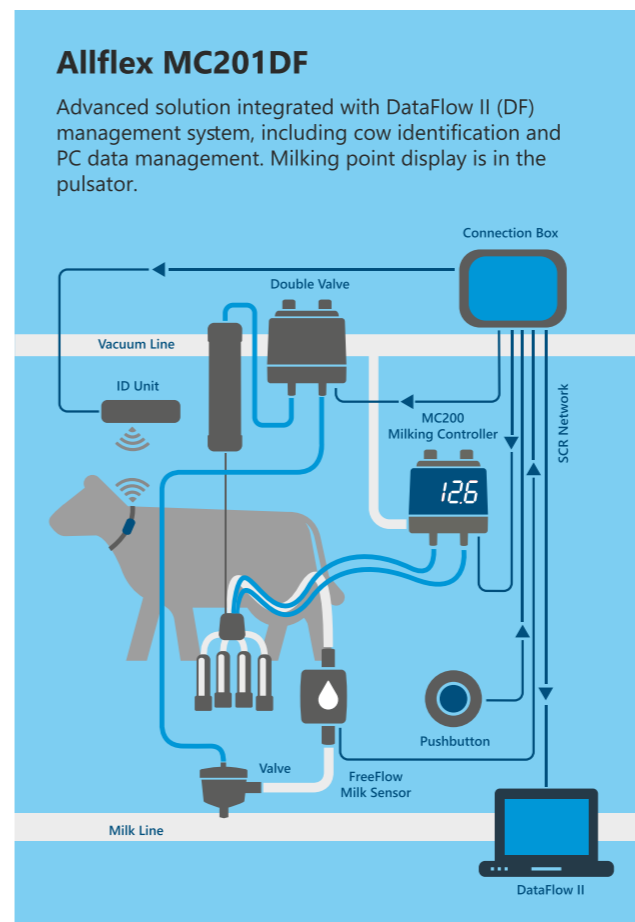 Allflex MC201DF
Advanced solution integrated with DataFlow II (DF)
management system, including cow identification and
PC data management. Milking point display is in the
pulsator.
Connection Box
Double Valve
Vacuum Line
ID Unit
MC200
Milking Controller
SCR Network
12.6
Pushbutton
Valve
FreeFlow
Milk Sensor
Milk Line
DataFlow II